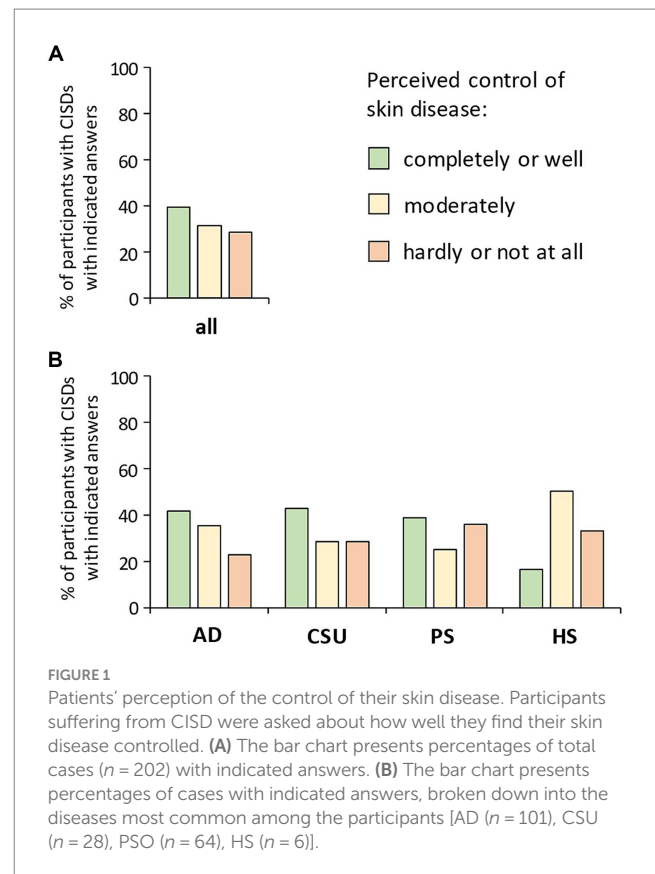 A
% of participants with CISDs
with indicated answers
100
80
60
40
20
0
all
Perceived control of
skin disease:
completely or well
moderately
hardly or not at all
B
% of participants with CISDs
with indicated answers
100
80
60
40
20
0
AD CSU PS HS
FIGURE 1
Patients’ perception of the control of their skin disease. Participants
suffering from CISD were asked about how well they find their skin
disease controlled. (A) The bar chart presents percentages of total
cases (n = 202) with indicated answers. (B) The bar chart presents
percentages of cases with indicated answers, broken down into the
diseases most common among the participants [AD (n = 101), CSU
(n = 28), PSO (n = 64), HS (n = 6)].